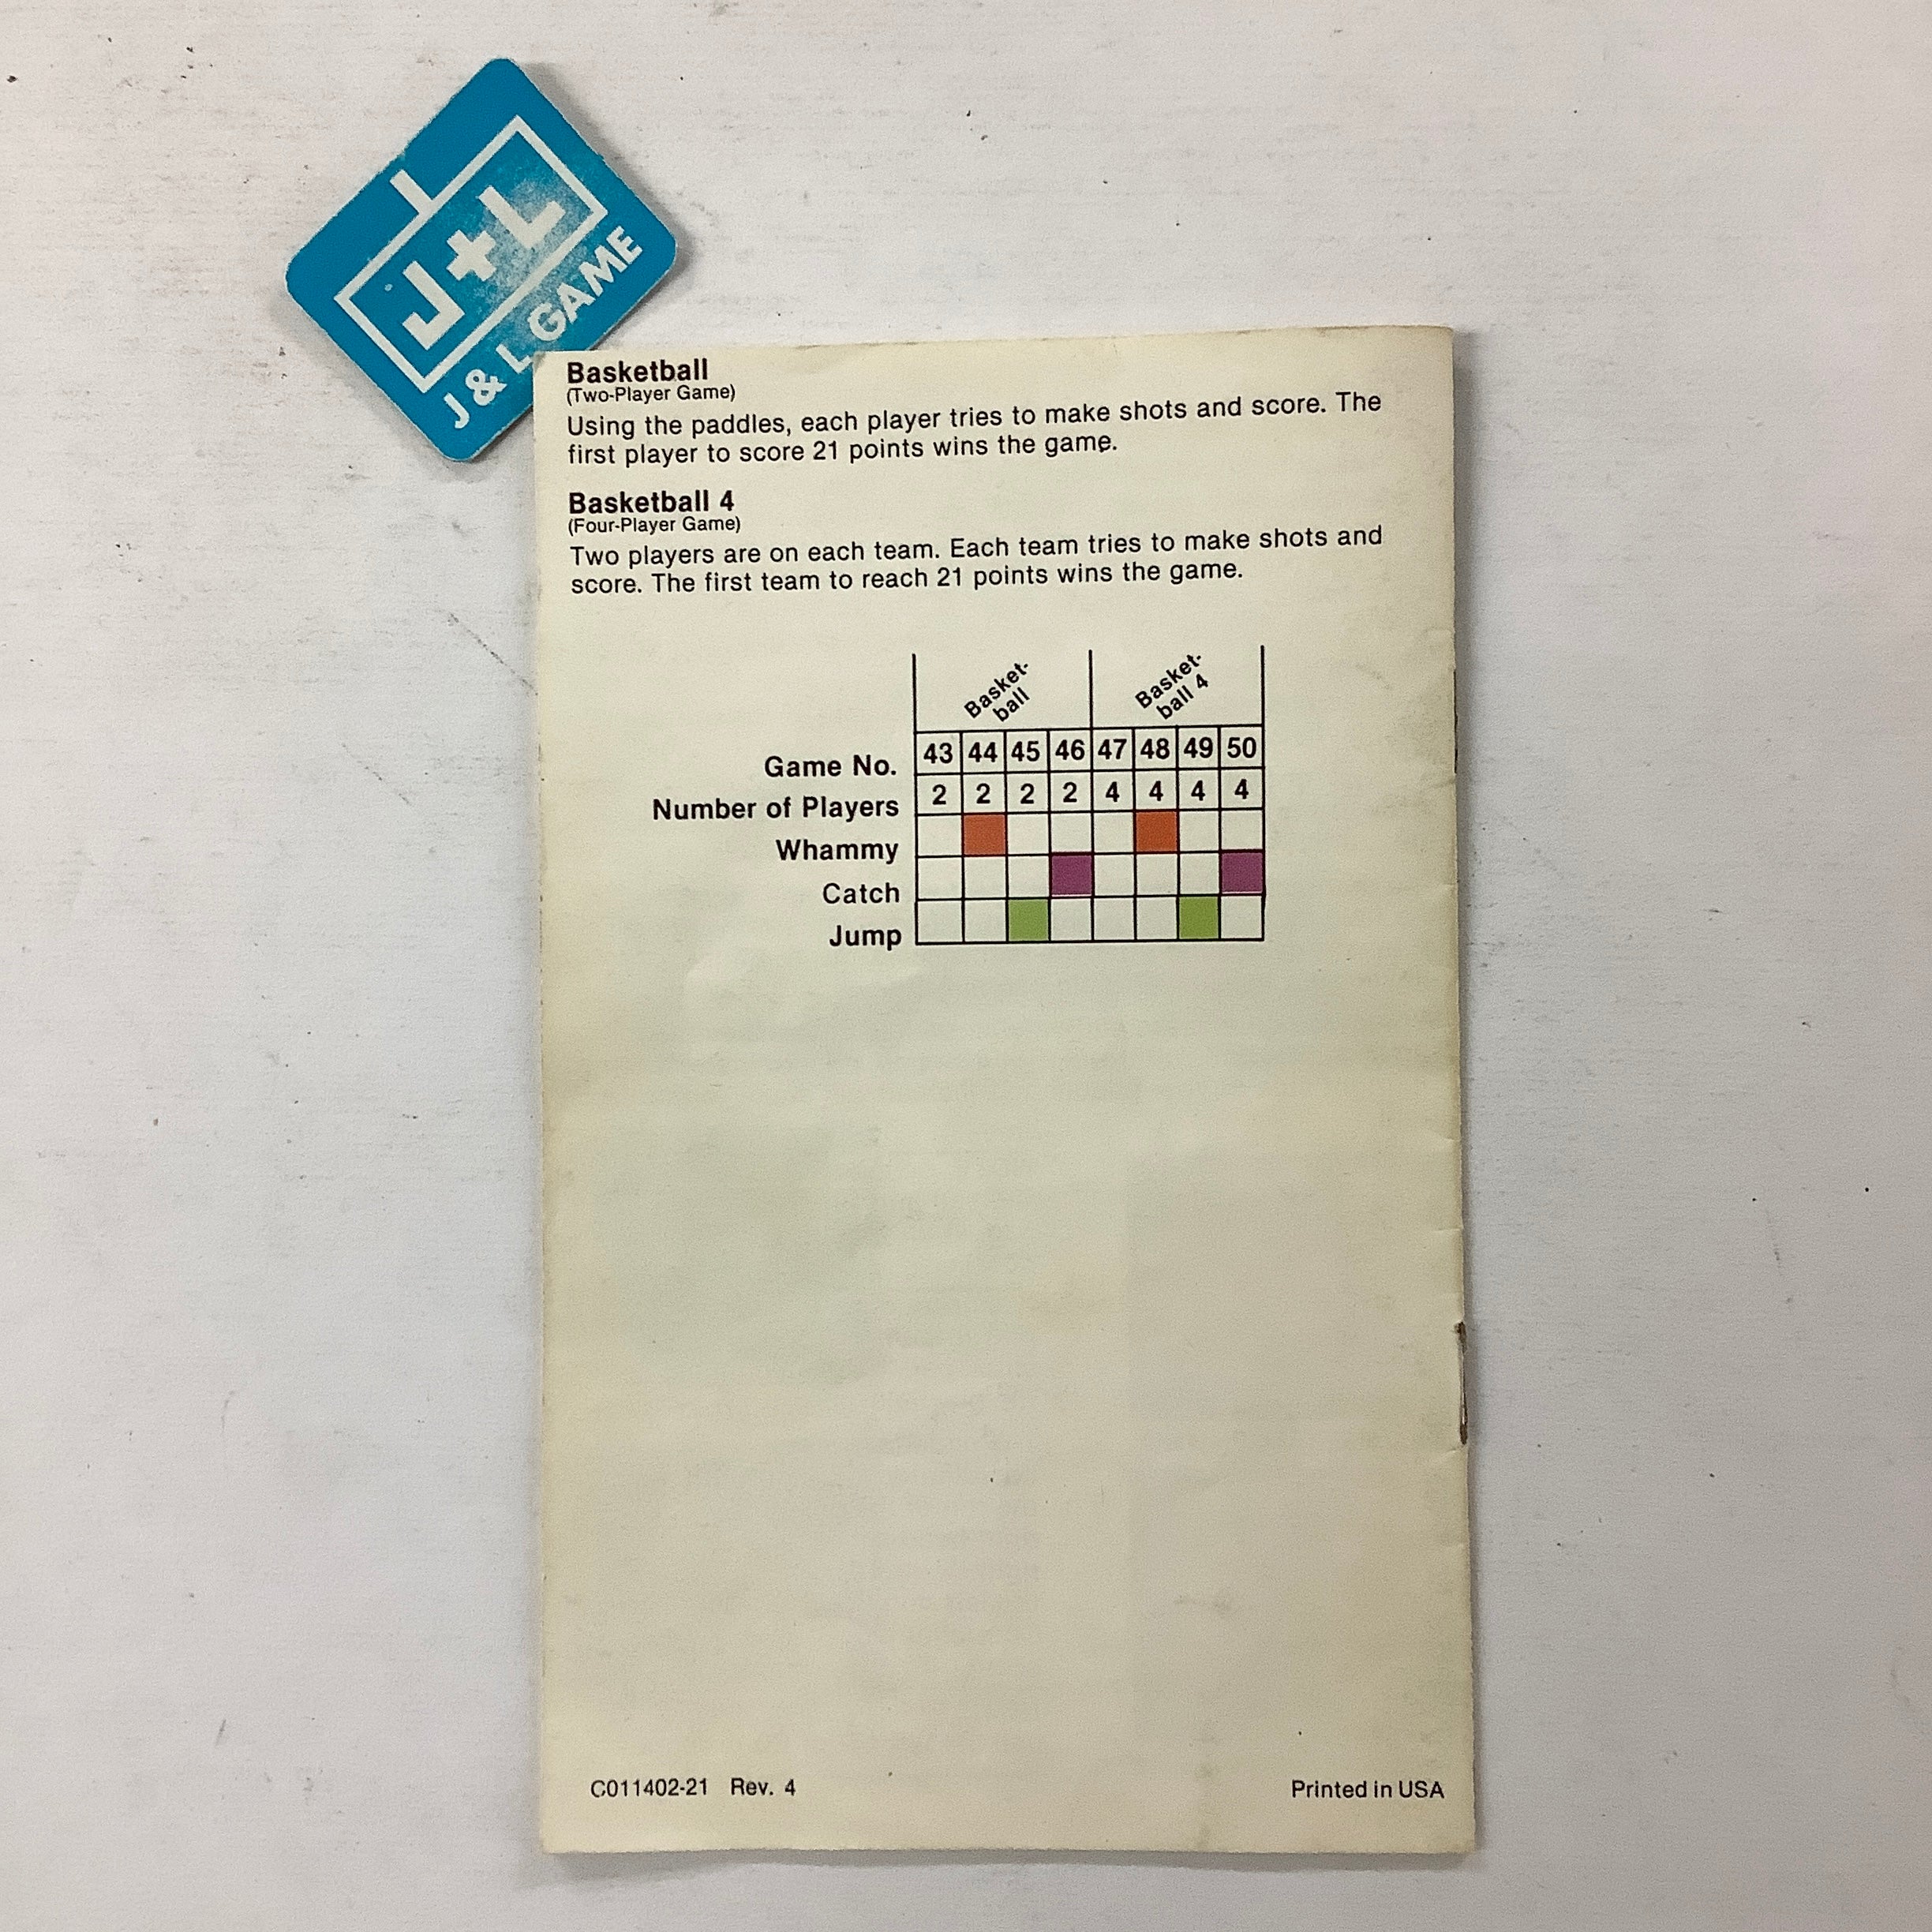 J+L
J & L GAME
Basketball
(Two-Player Game)
Using the paddles, each player tries to make shots and score. The
first player to score 21 points wins the game.
Basketball 4
(Four-Player Game)
Two players are on each team. Each team tries to make shots and
score. The first team to reach 21 points wins the game.
Basket-
ball
Basket-
ball 4
Game No. 43 44 45 46 47 48 49 50
Number of Players 2 2 2 2 4 4 4 4
Whammy
Catch
Jump
C011402-21 Rev. 4
Printed in USA